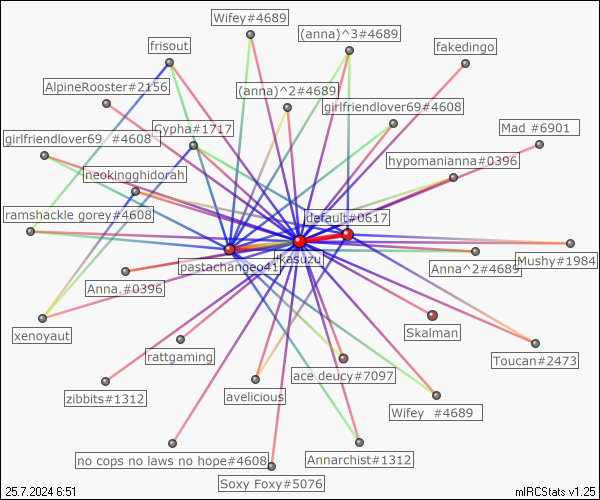 Wifey#4689
(anna)^3#4689
frisout
fakedingo
AlpineRooster#2156
(anna)^2#4689
girlfriendlover69#4608
Cypha#1717
Mad #6901
girlfriendlover69  #4608
hypomanianna#0396
neokingghidorah
ramshackle gorey#4608
default#0617
pastachangeo41
rkasuzu
Anna^2#4689
Mushy#1984
Anna.#0396
xenoyaut
Skalman
rattgaming
Toucan#2473
ace deucy#7097
zibbits#1312
avelicious
Wifey  #4689
no cops no laws no hope#4608
Annarchist#1312
Soxy Foxy#5076
25.7.2024 6:51
mIRCStats v1.25